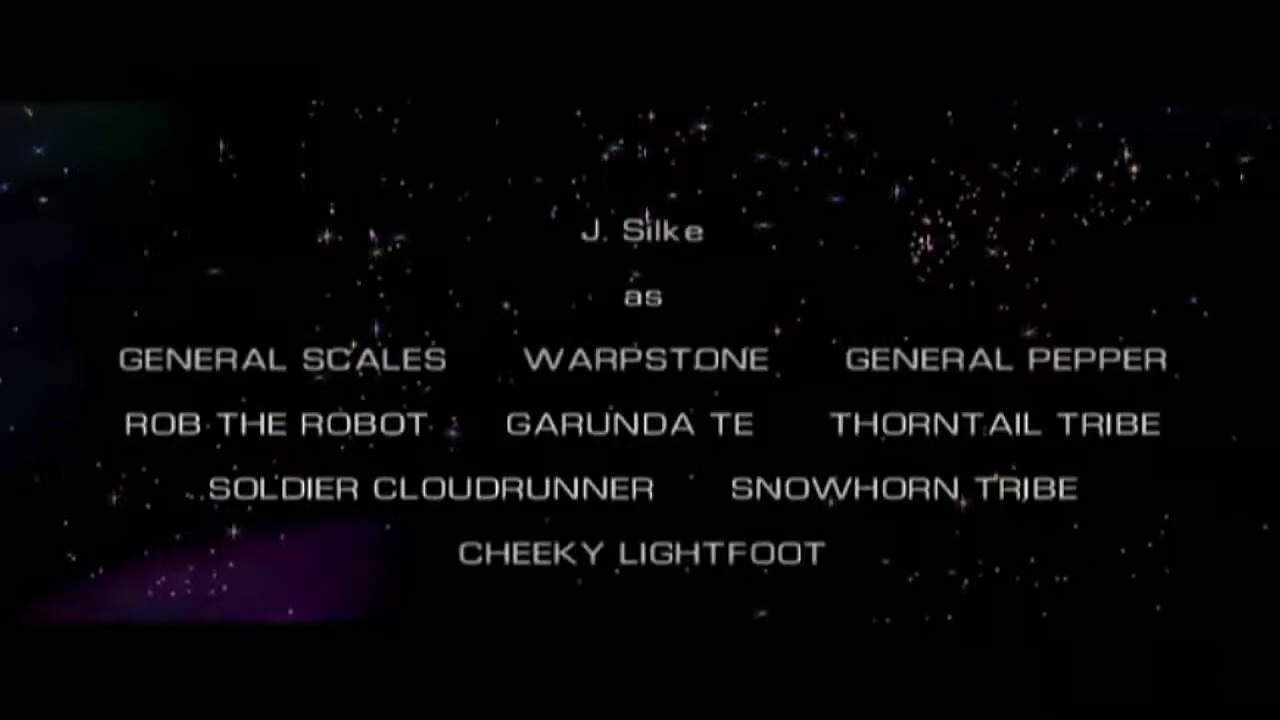 J. Silke
as
GENERAL SCALES WARPSTONE GENERAL PEPPER
ROB THE ROBOT GARUNDA TE THORNTAIL TRIBE
SOLDIER CLOUDRUNNER SNOWHORN TRIBE
CHEEKY LIGHTFOOT